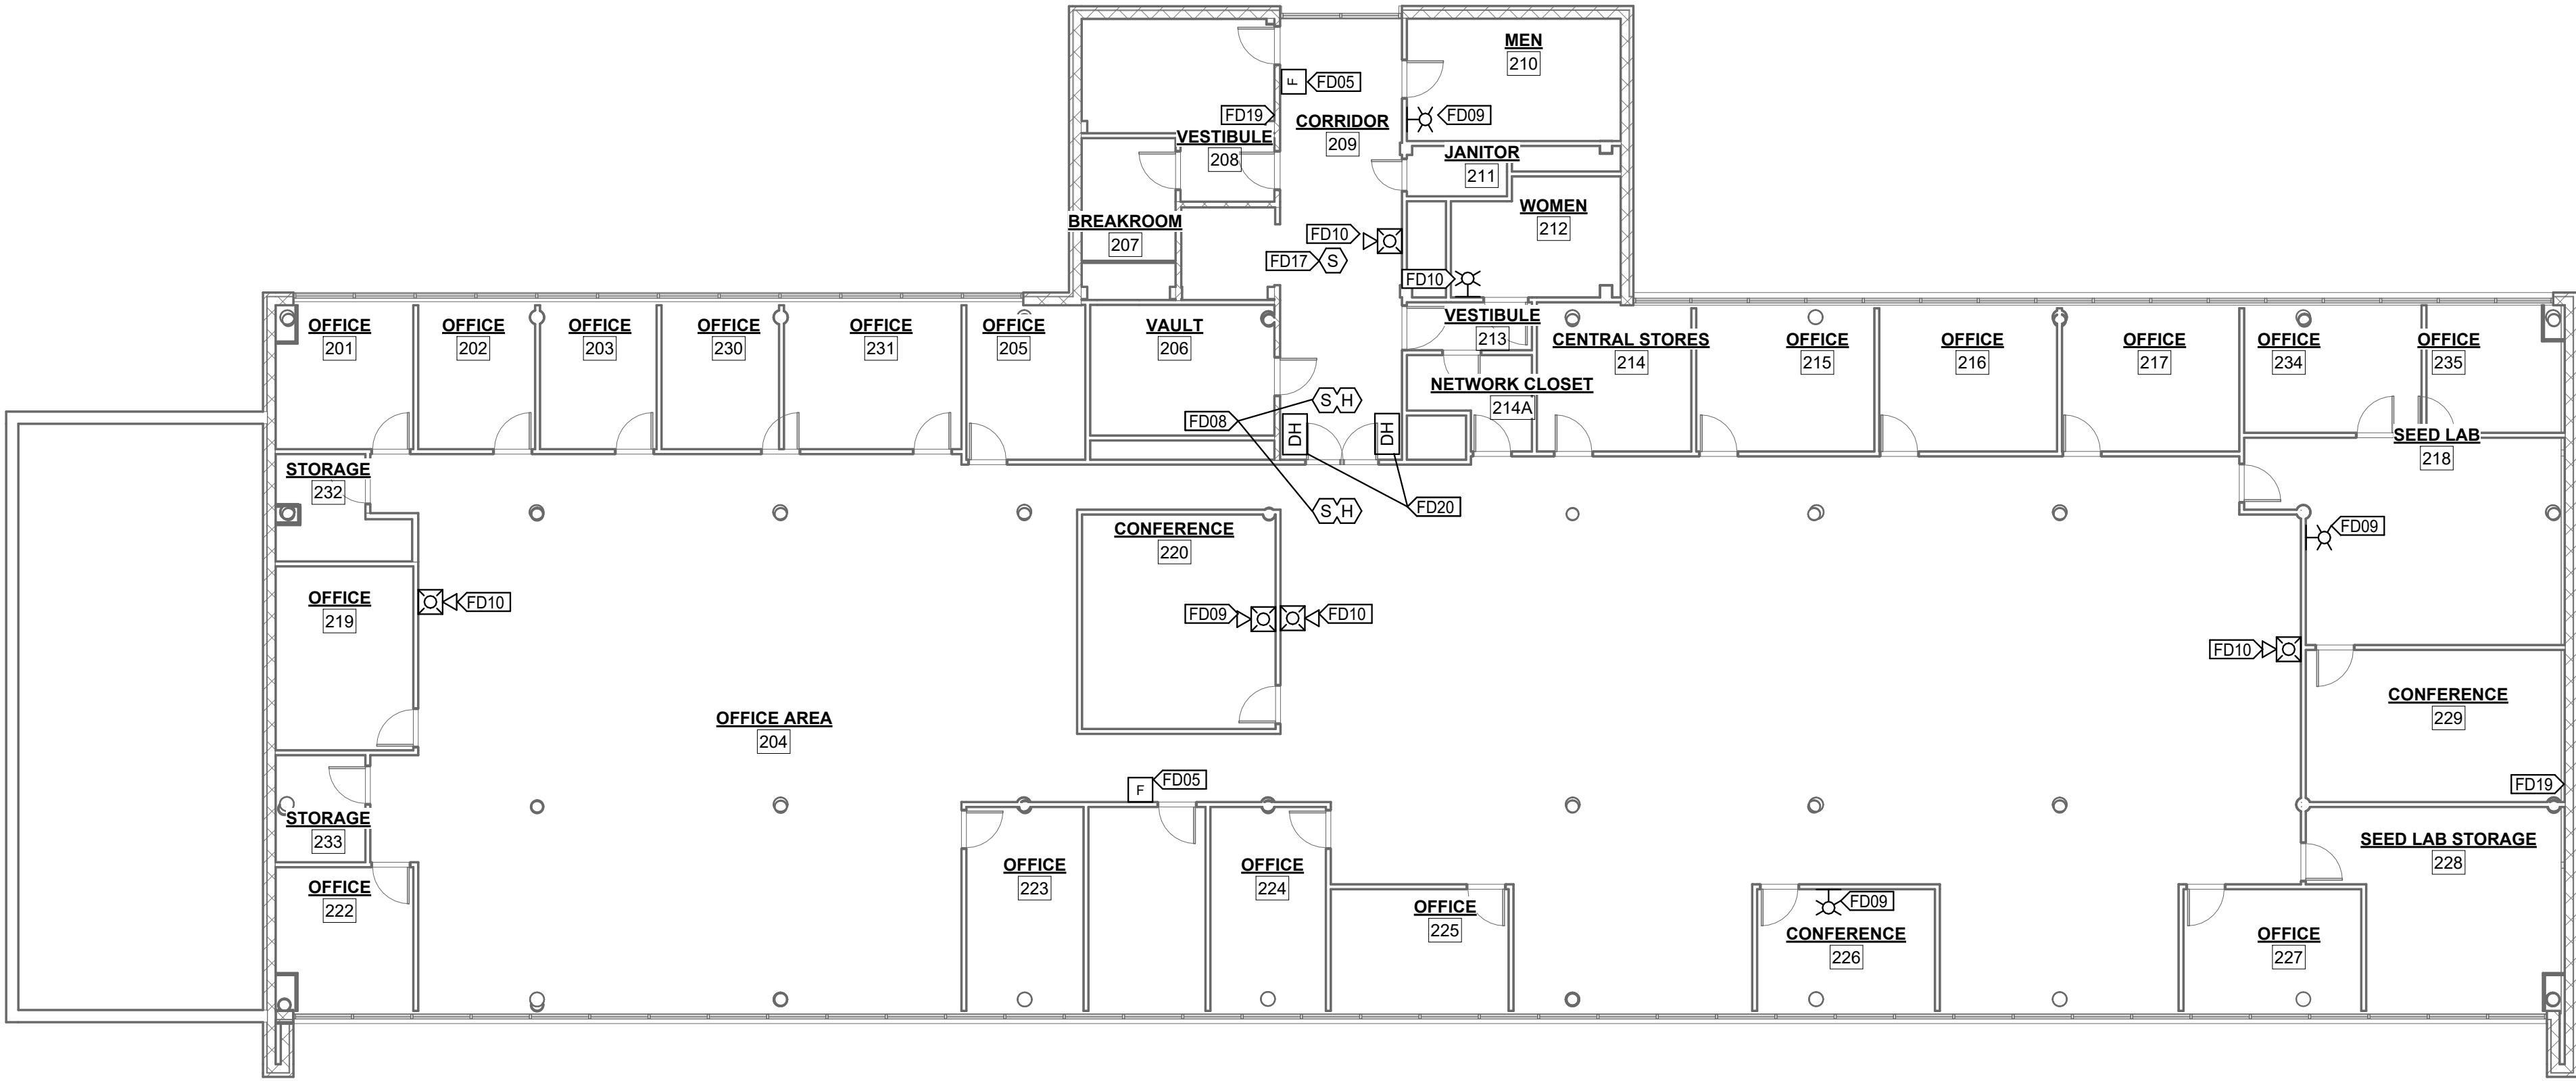 MEN
210
F
FD05
FD19
FD09
CORRIDOR
209
VESTIBULE
208
JANITOR
211
WOMEN
212
BREAKROOM
207
FD10
FD17
S
FD10
OFFICE
201
OFFICE
202
OFFICE
203
OFFICE
230
OFFICE
231
OFFICE
205
VAULT
206
VESTIBULE
213
CENTRAL STORES
214
OFFICE
215
OFFICE
216
OFFICE
217
OFFICE
234
OFFICE
235
NETWORK CLOSET
214A
S H
FD08
DH
DH
SEED LAB
218
STORAGE
232
S H
FD20
CONFERENCE
220
FD09
OFFICE
219
FD10
FD09
FD10
FD10
CONFERENCE
229
OFFICE AREA
204
F
FD05
FD19
STORAGE
233
SEED LAB STORAGE
228
OFFICE
222
OFFICE
223
OFFICE
224
OFFICE
225
FD09
CONFERENCE
226
OFFICE
227